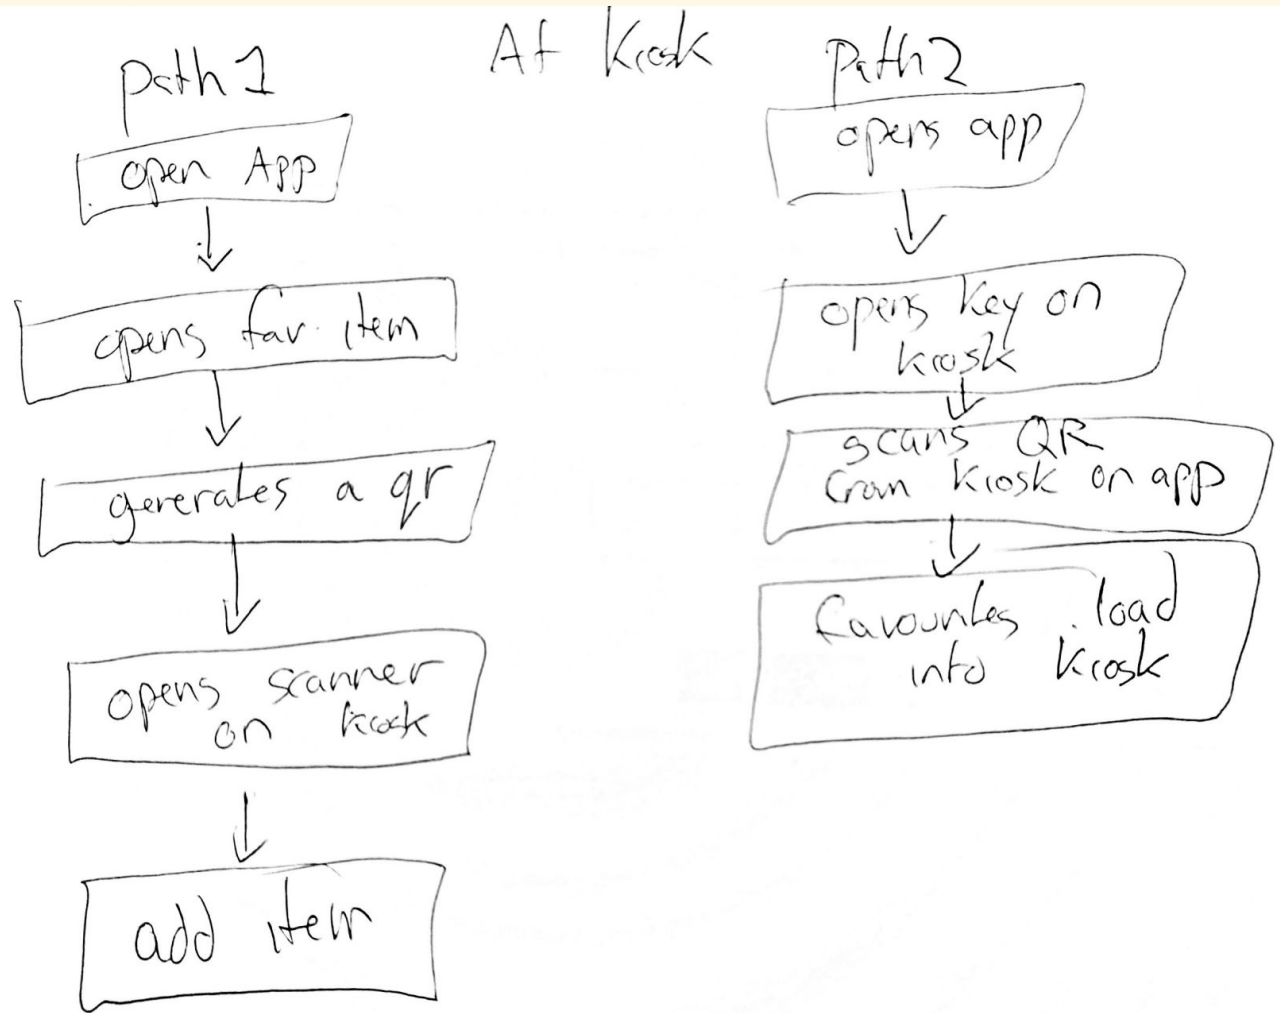 At Kiosk
Path 1
open App
opens fav. item
generates a qr
opens scanner
on kiosk
add item
Path 2
opens app
opens key on
kiosk
scans QR
from kiosk on app
favourites load
into kiosk